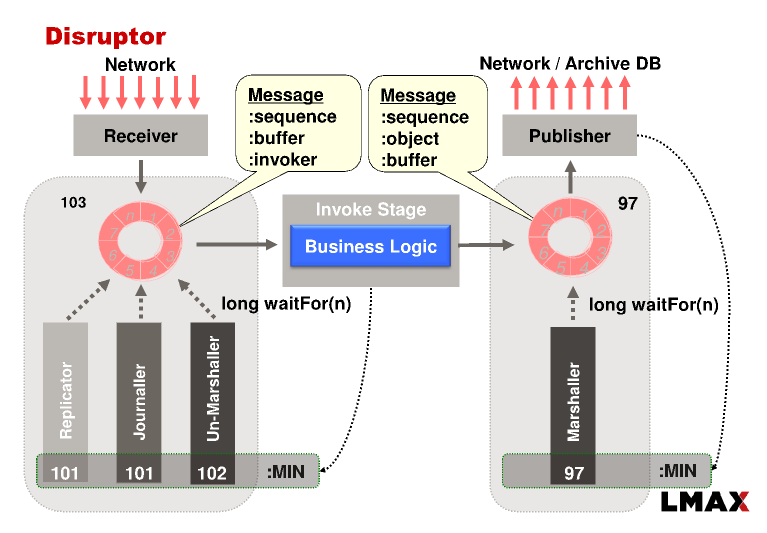 Disruptor
Network
Network / Archive DB
Receiver
Message
:sequence
:buffer
:invoker
Message
:sequence
:object
:buffer
Publisher
103
n 1 2 3 4 5 6 7
Invoke Stage
Business Logic
97
n 1 2 3 4 5 6 7
long waitFor(n)
long waitFor(n)
Replicator
Journaller
Un-Marshaller
Marshaller
101
101
102
:MIN
97
:MIN
LMAX